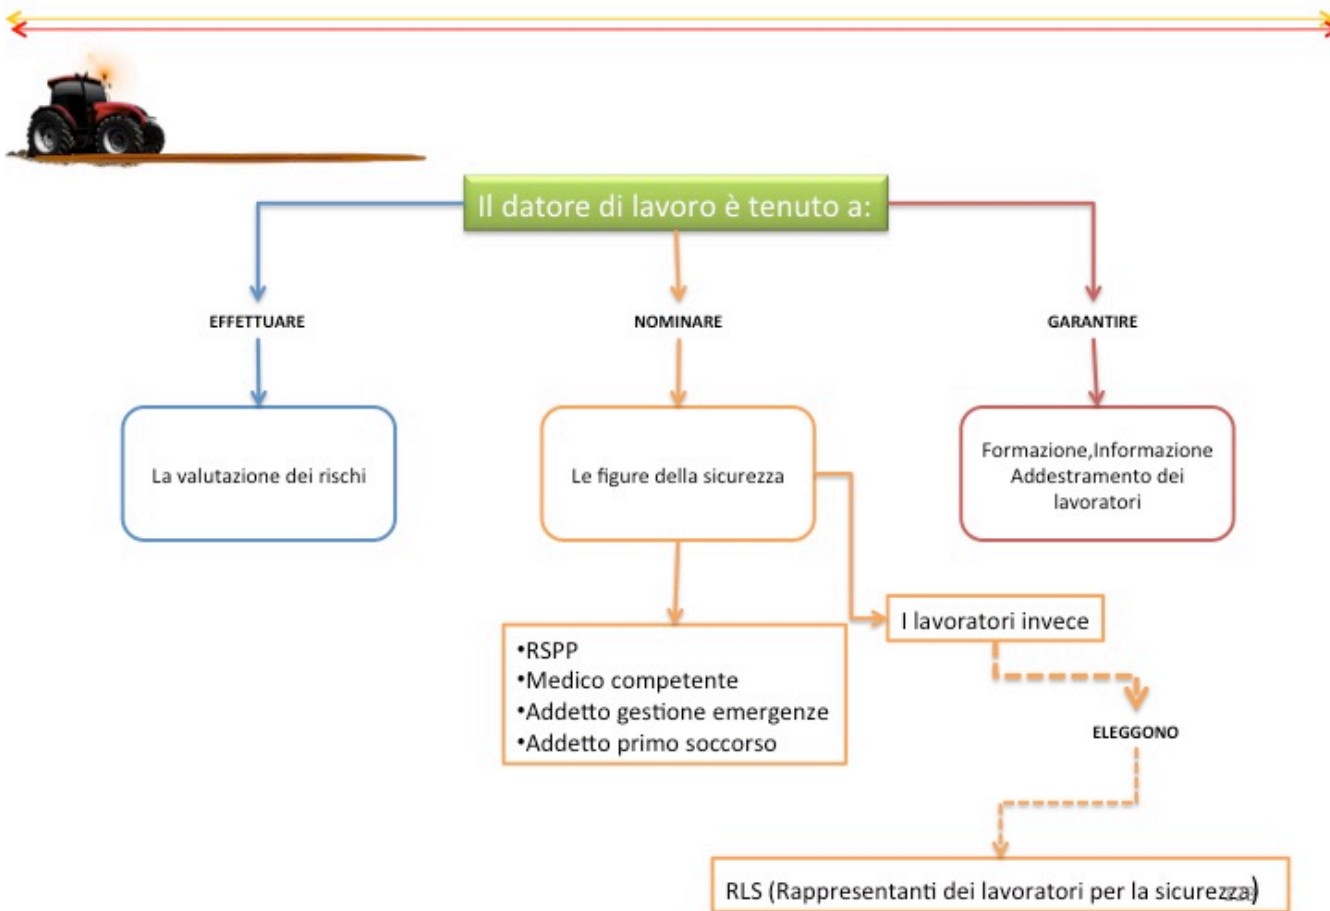 Il datore di lavoro è tenuto a:
EFFETTUARE
NOMINARE
GARANTIRE
La valutazione dei rischi
Le figure della sicurezza
Formazione,Informazione
Addestramento dei
lavoratori
I lavoratori invece
•RSPP
•Medico competente
•Addetto gestione emergenze
•Addetto primo soccorso
ELEGGONO
RLS (Rappresentanti dei lavoratori per la sicurezza)